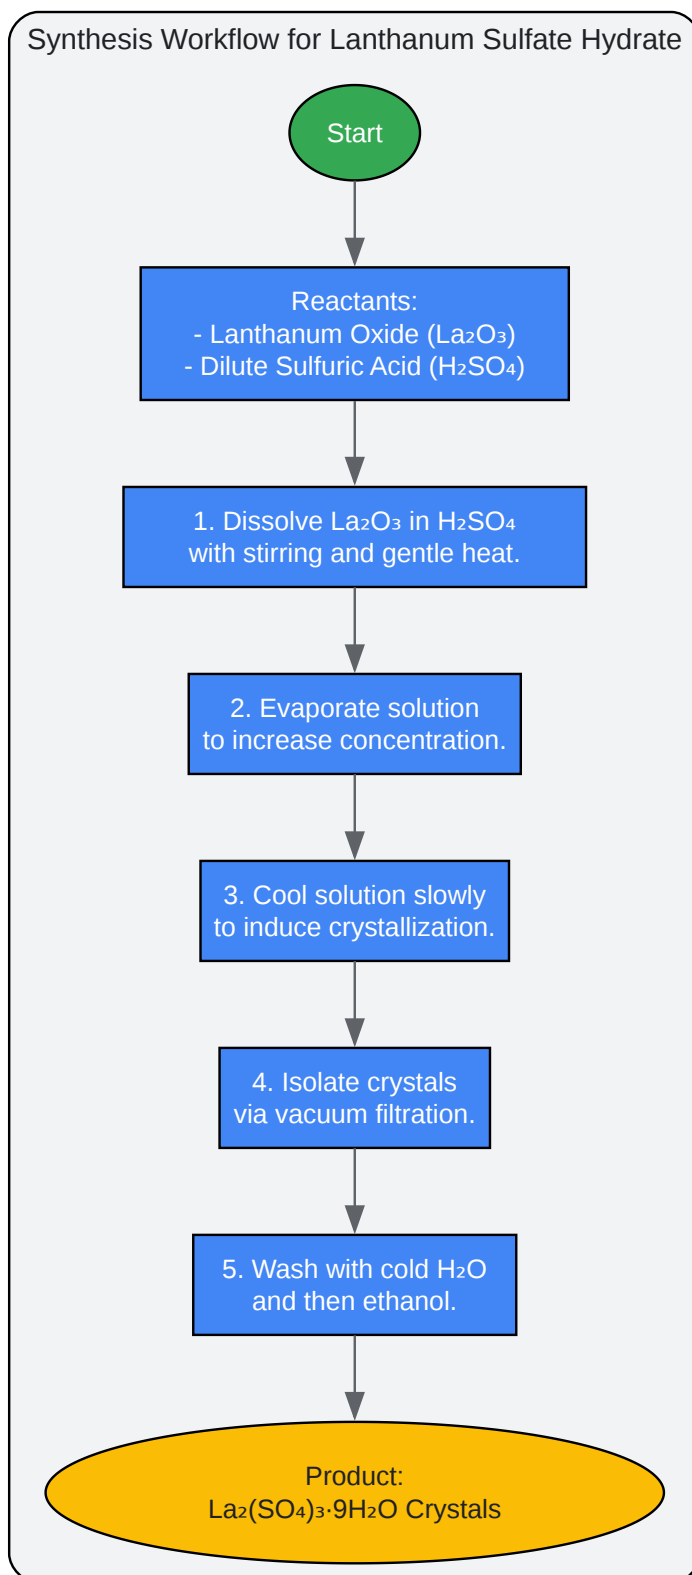 Synthesis Workflow for Lanthanum Sulfate Hydrate
Start
Reactants:
- Lanthanum Oxide (La₂O₃)
- Dilute Sulfuric Acid (H₂SO₄)
1. Dissolve La₂O₃ in H₂SO₄
with stirring and gentle heat.
2. Evaporate solution
to increase concentration.
3. Cool solution slowly
to induce crystallization.
4. Isolate crystals
via vacuum filtration.
5. Wash with cold H₂O
and then ethanol.
Product:
La₂(SO₄)₃·9H₂O Crystals